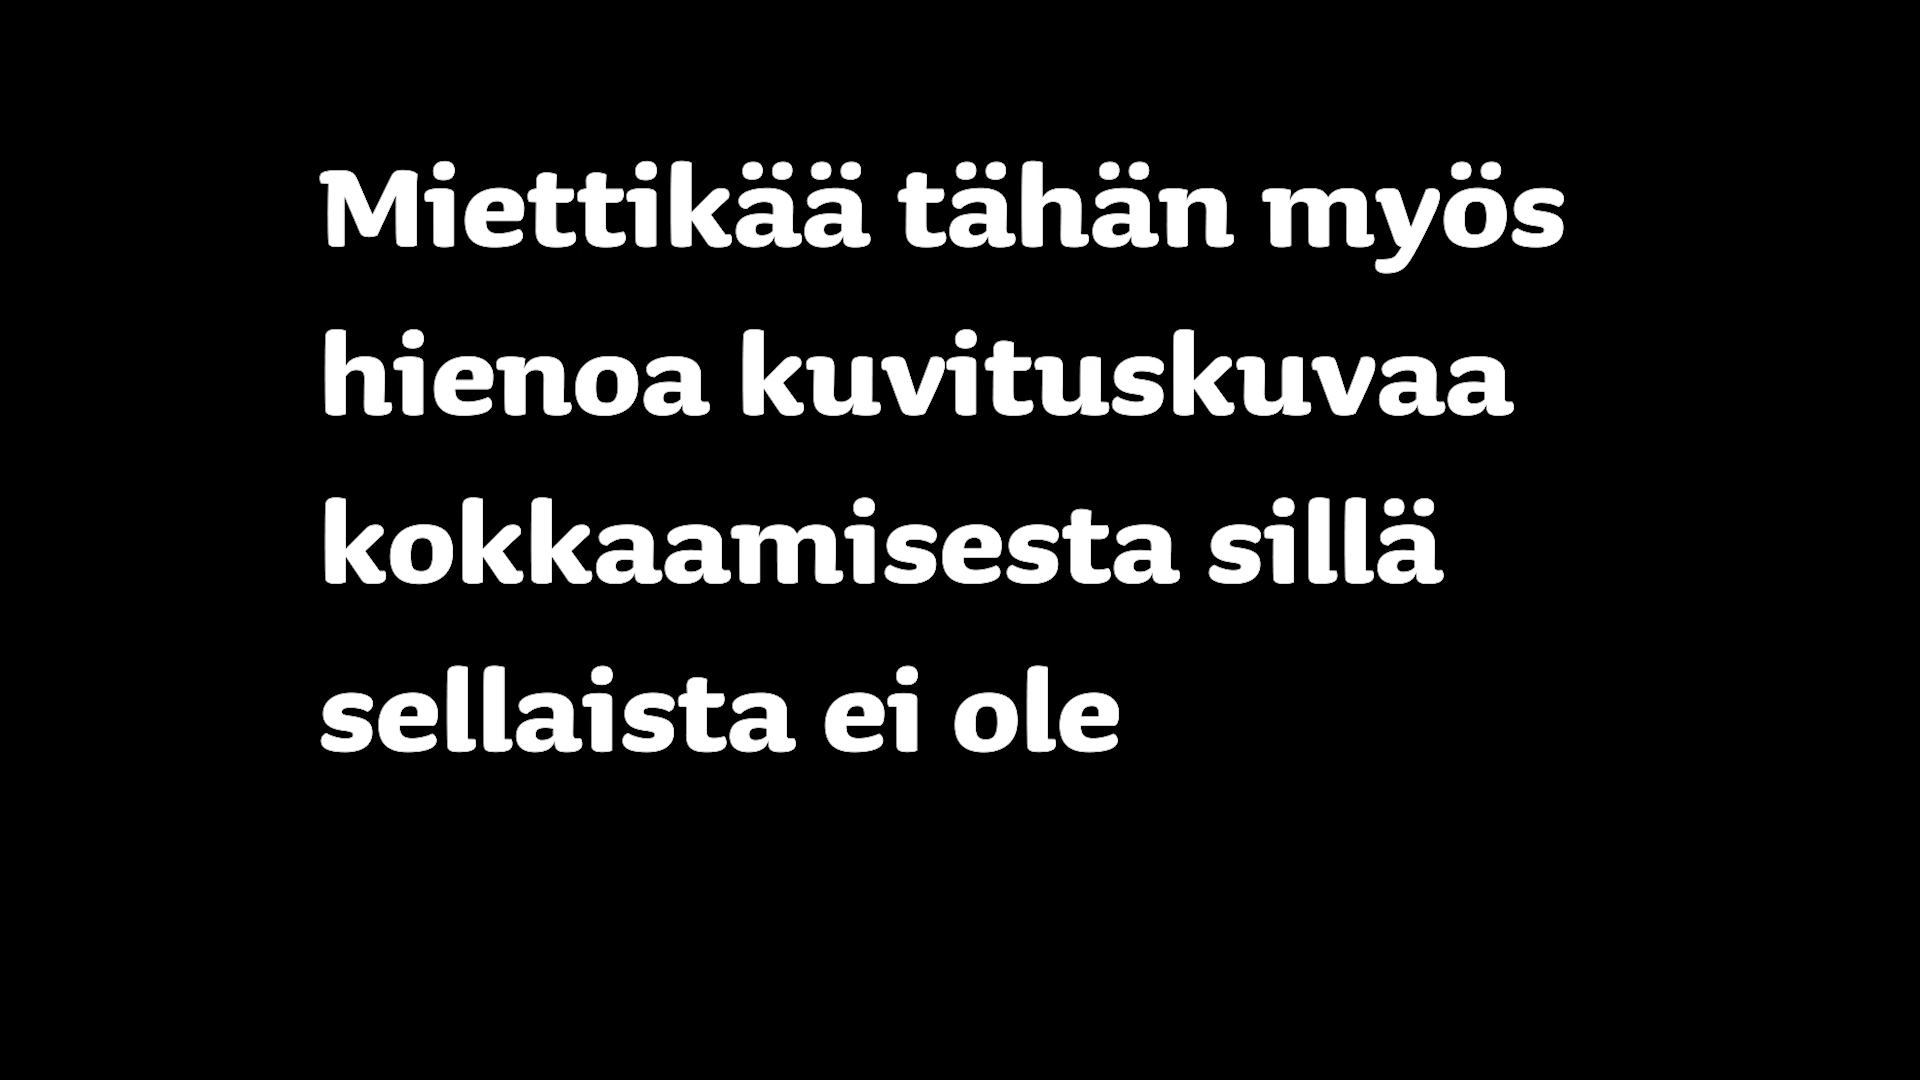 Miettikää tähän myös
hienoa kuvituskuvaa
kokkaamisesta sillä
sellaista ei ole